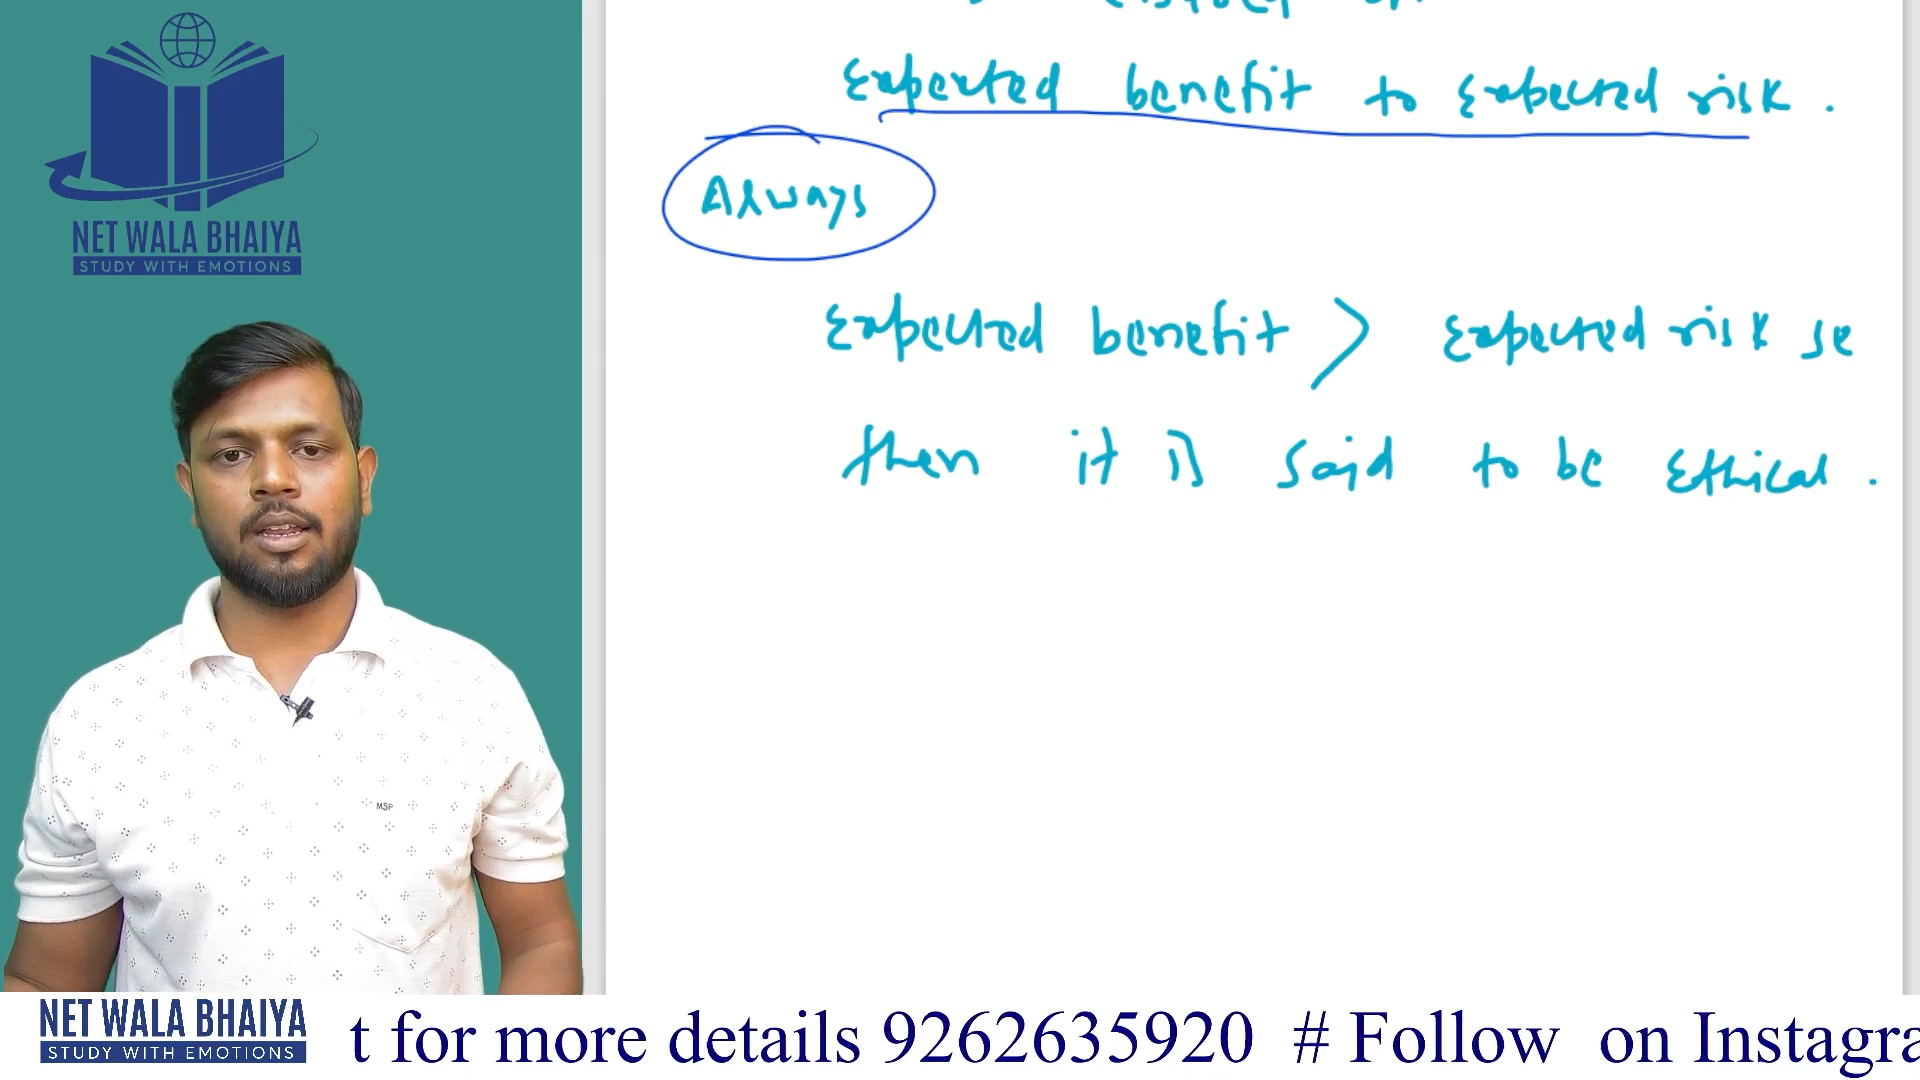 Expected benefit to Expected risk.
Always
Expected benefit > Expected risk se
then it is said to be Ethical.
NET WALA BHAIYA
STUDY WITH EMOTIONS
MSP
NET WALA BHAIYA
STUDY WITH EMOTIONS
t for more details 9262635920 # Follow on Instagra